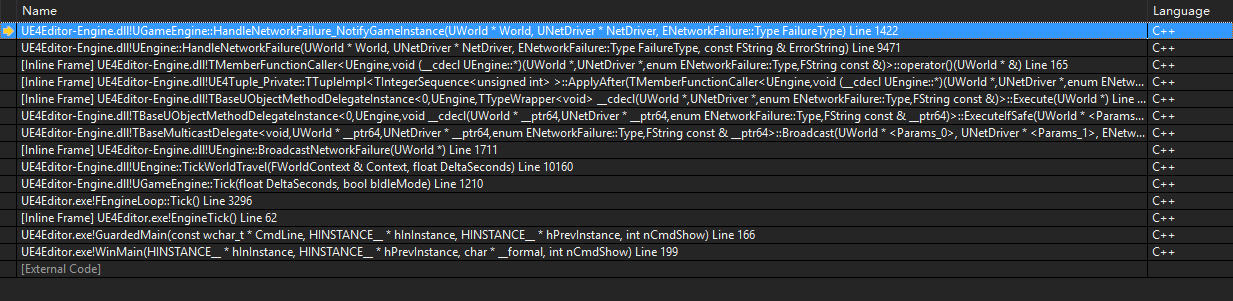 Name Language
UE4Editor-Engine.dll!UGameEngine::HandleNetworkFailure_NotifyGameInstance(UWorld * World, UNetDriver * NetDriver, ENetworkFailure::Type FailureType) Line 1422 C++
UE4Editor-Engine.dll!UEngine::HandleNetworkFailure(UWorld * World, UNetDriver * NetDriver, ENetworkFailure::Type FailureType, const FString & ErrorString) Line 9471 C++
[Inline Frame] UE4Editor-Engine.dll!TMemberFunctionCaller<UEngine,void (__cdecl UEngine::*)(UWorld *,UNetDriver *,enum ENetworkFailure::Type,FString const &)>::operator()(UWorld * &) Line 165 C++
[Inline Frame] UE4Editor-Engine.dll!UE4Tuple_Private::TTupleImpl<TIntegerSequence<unsigned int> >::ApplyAfter(TMemberFunctionCaller<UEngine,void (__cdecl UEngine::*)(UWorld *,UNetDriver *,enum ENetw... C++
[Inline Frame] UE4Editor-Engine.dll!TBaseUObjectMethodDelegateInstance<0,UEngine,TTypeWrapper<void> __cdecl(UWorld *,UNetDriver *,enum ENetworkFailure::Type,FString const &)>::Execute(UWorld *) Line ... C++
UE4Editor-Engine.dll!TBaseUObjectMethodDelegateInstance<0,UEngine,void __cdecl(UWorld * __ptr64,UNetDriver * __ptr64,enum ENetworkFailure::Type,FString const & __ptr64)>::ExecuteIfSafe(UWorld * <Params... C++
UE4Editor-Engine.dll!TBaseMulticastDelegate<void,UWorld * __ptr64,UNetDriver * __ptr64,enum ENetworkFailure::Type,FString const & __ptr64>::Broadcast(UWorld * <Params_0>, UNetDriver * <Params_1>, ENetw... C++
[Inline Frame] UE4Editor-Engine.dll!UEngine::BroadcastNetworkFailure(UWorld *) Line 1711 C++
UE4Editor-Engine.dll!UEngine::TickWorldTravel(FWorldContext & Context, float DeltaSeconds) Line 10160 C++
UE4Editor-Engine.dll!UGameEngine::Tick(float DeltaSeconds, bool bIdleMode) Line 1210 C++
UE4Editor.exe!FEngineLoop::Tick() Line 3296 C++
[Inline Frame] UE4Editor.exe!EngineTick() Line 62 C++
UE4Editor.exe!GuardedMain(const wchar_t * CmdLine, HINSTANCE__ * hInInstance, HINSTANCE__ * hPrevInstance, int nCmdShow) Line 166 C++
UE4Editor.exe!WinMain(HINSTANCE__ * hInInstance, HINSTANCE__ * hPrevInstance, char * __formal, int nCmdShow) Line 199 C++
[External Code]